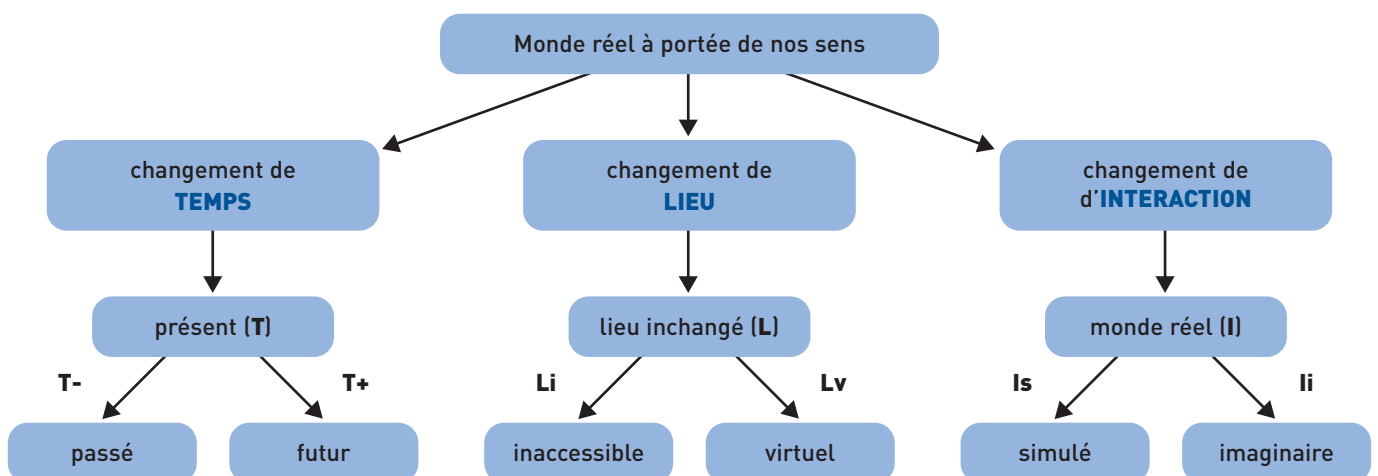 Monde réel à portée de nos sens
changement de
TEMPS
changement de
LIEU
changement de
d'INTERACTION
présent (T)
lieu inchangé (L)
monde réel (I)
T-
T+
Li
Lv
Is
Ii
passé
futur
inaccessible
virtuel
simulé
imaginaire